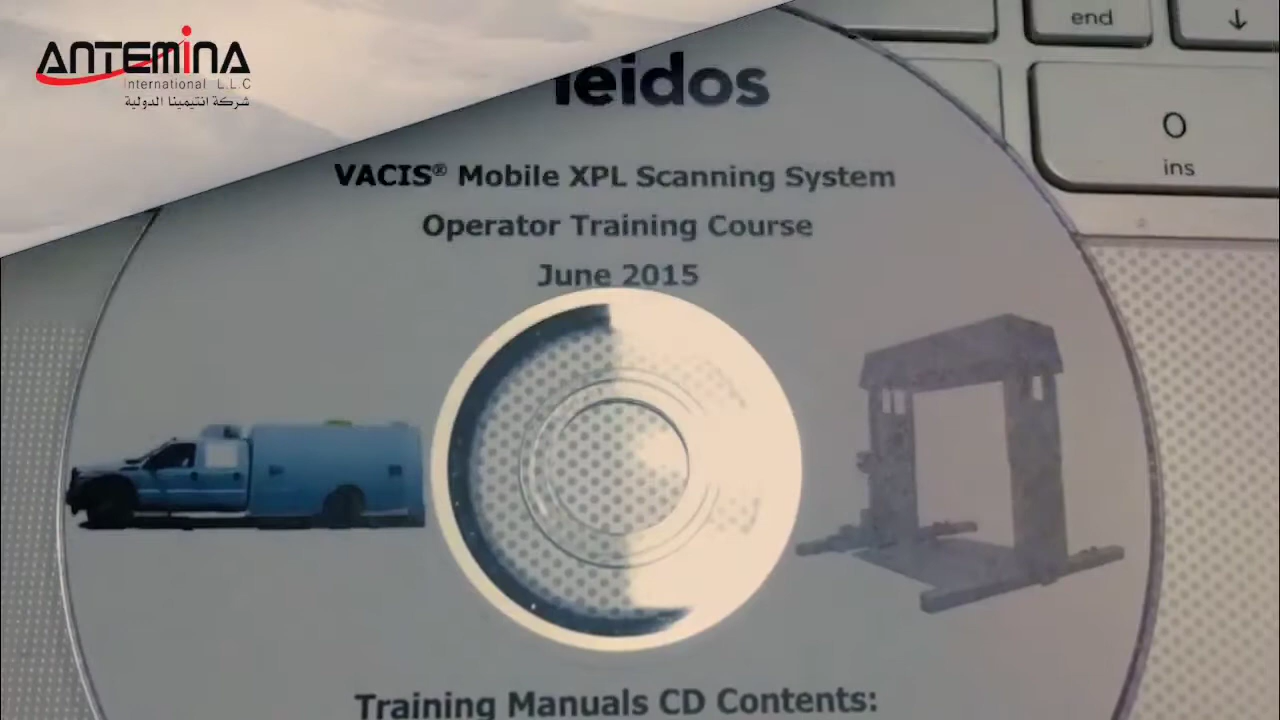 ANTEMINA
International L.L.C
شركة انتيمينا الدولية
leidos
VACIS® Mobile XPL Scanning System
Operator Training Course
June 2015
Training Manuals CD Contents:
end
↓
0
ins